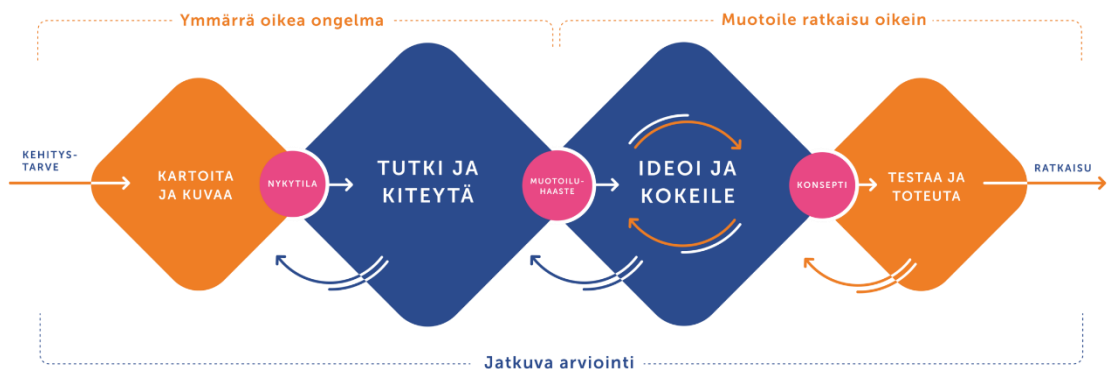 Ymmärrä oikea ongelma
Muotoile ratkaisu oikein
KEHITYS-
TARVE
KARTOITA
JA KUVAA
NYKYTILA
TUTKI JA
KITEYTÄ
MUOTOILU-
HAASTE
IDEOI JA
KOKEILE
KONSEPTI
TESTAA JA
TOTEUTA
RATKAISU
Jatkuva arviointi